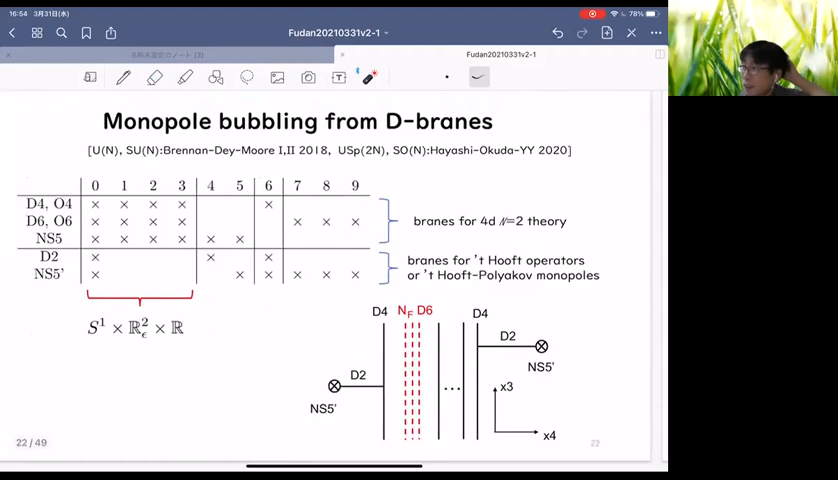 16:54 3月31日(水)
78%
Fudan20210331v2-1
Fudan20210331v2-1
Monopole bubbling from D-branes
[U(N), SU(N):Brennan-Dey-Moore I,II 2018, USp(2N), SO(N):Hayashi-Okuda-YY 2020]
0 1 2 3 4 5 6 7 8 9
D4, O4 × × × × ×
D6, O6 × × × × × × ×
NS5 × × × × × ×
D2 × × ×
NS5' × × × × × ×
branes for 4d 𝒩=2 theory
branes for 't Hooft operators
or 't Hooft-Polyakov monopoles
S¹ × ℝ²_ϵ × ℝ
D4 N_F D6 D4
D2
NS5'
D2
NS5'
...
x3
x4
22 / 49
22